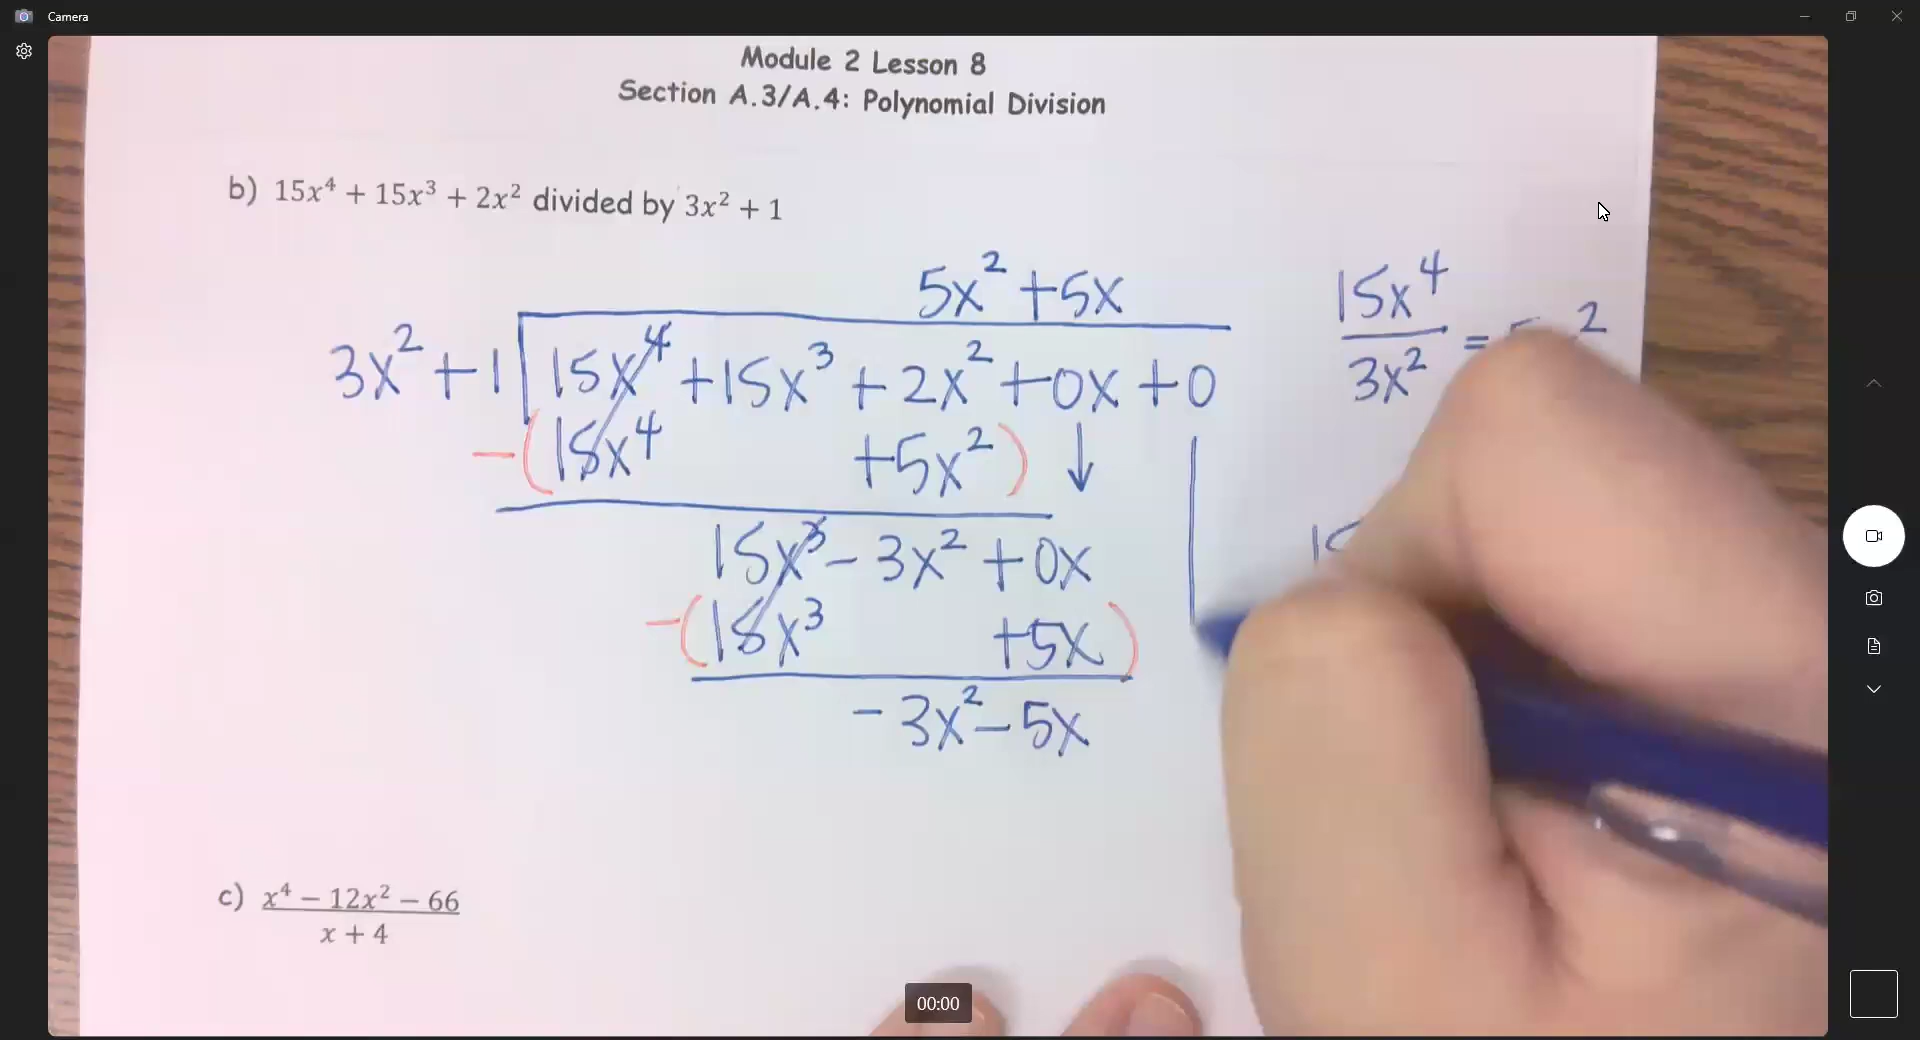 Camera
Module 2 Lesson 8
Section A.3/A.4: Polynomial Division
b) 15x⁴ + 15x³ + 2x² divided by 3x² + 1
5x² +5x
3x² +1 15x⁴ +15x³ +2x² +0x +0
-(15x⁴ +5x²)
15x³ - 3x² + 0x
-(15x³ +5x)
- 3x² - 5x
15x⁴
3x²
=
2
15
c) x⁴ − 12x² − 66
x + 4
00:00